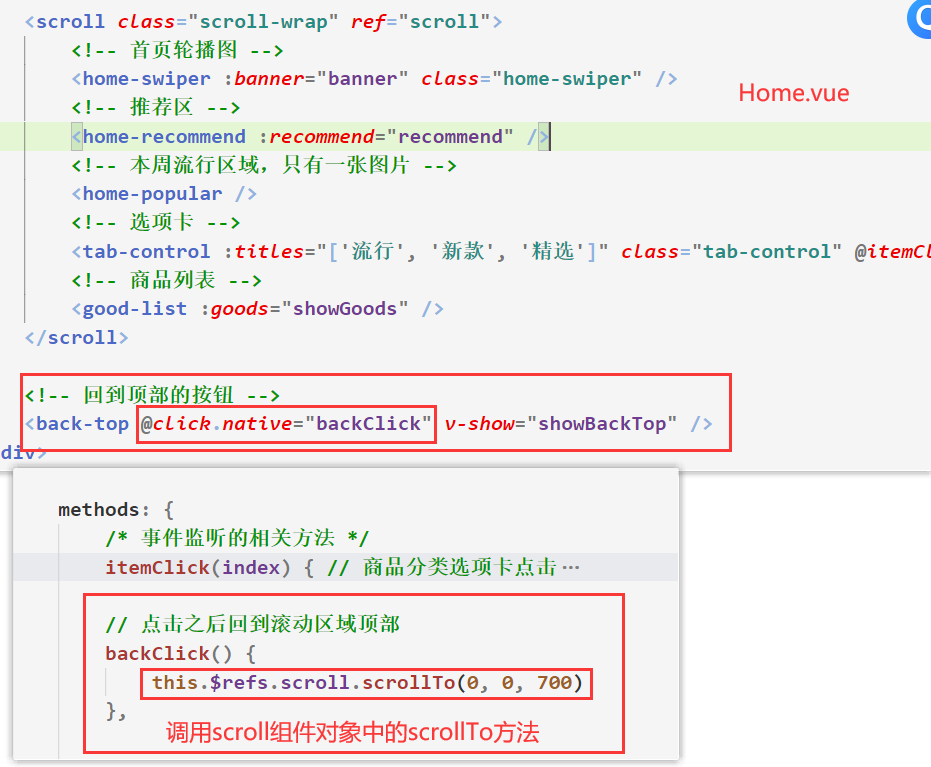 <scroll class="scroll-wrap" ref="scroll">
<!-- 首页轮播图 -->
<home-swiper :banner="banner" class="home-swiper" />
Home.vue
<!-- 推荐区 -->
<home-recommend :recommend="recommend" />
<!-- 本周流行区域，只有一张图片 -->
<home-popular />
<!-- 选项卡 -->
<tab-control :titles="['流行', '新款', '精选']" class="tab-control" @itemCl
<!-- 商品列表 -->
<good-list :goods="showGoods" />
</scroll>
<!-- 回到顶部的按钮 -->
<back-top @click.native="backClick" v-show="showBackTop" />
div>
methods: {
/* 事件监听的相关方法 */
itemClick(index) { // 商品分类选项卡点击…
// 点击之后回到滚动区域顶部
backClick() {
this.$refs.scroll.scrollTo(0, 0, 700)
},
调用scroll组件对象中的scrollTo方法